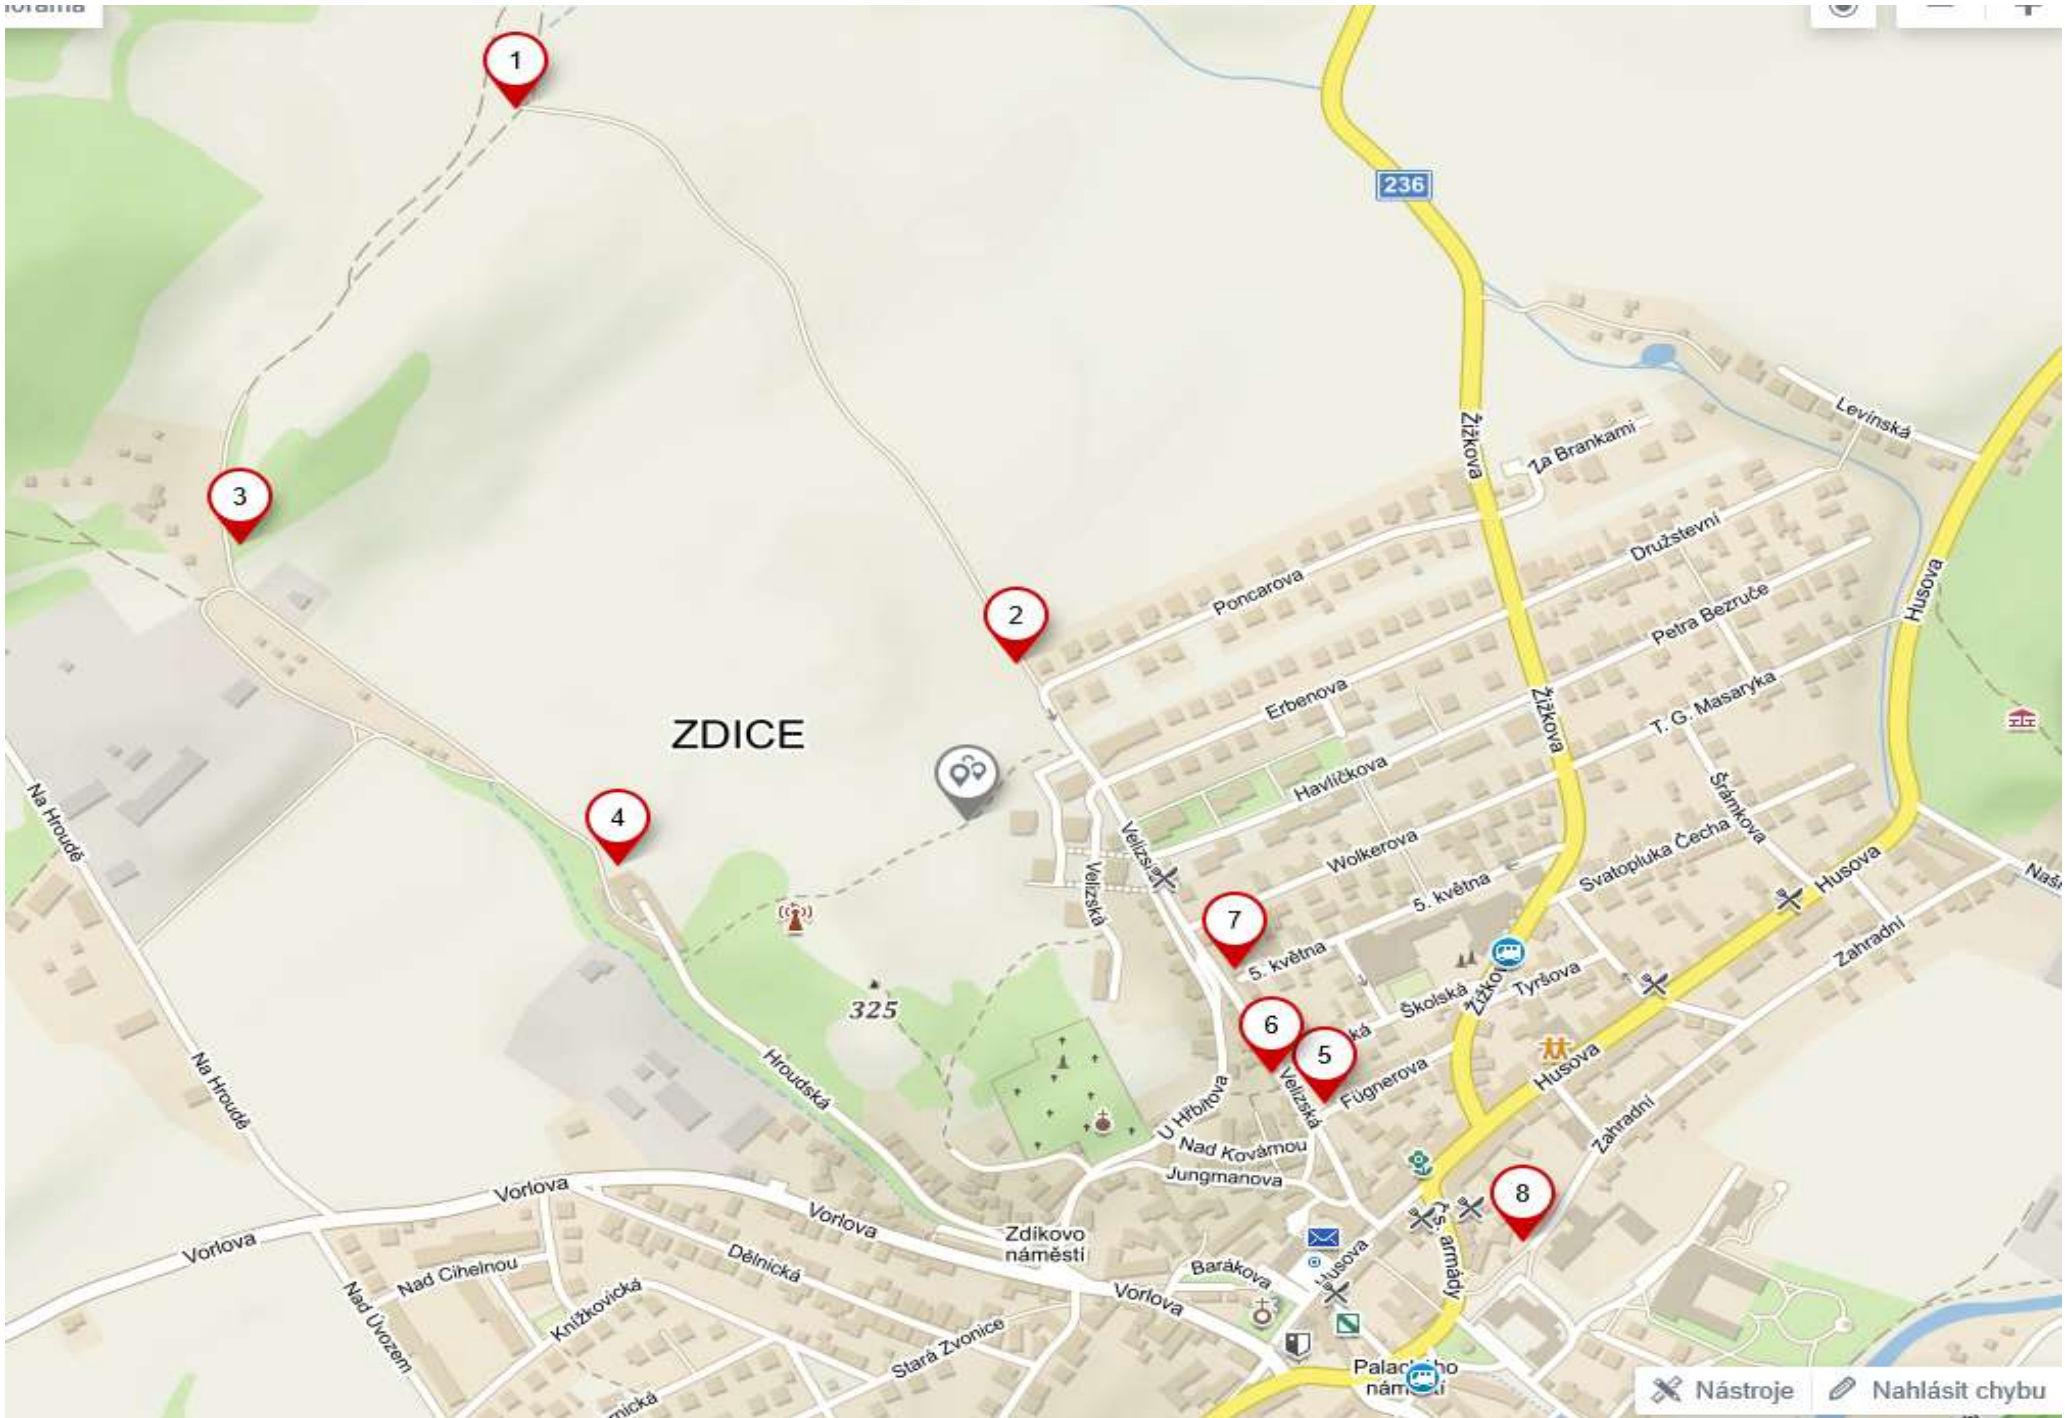 1
236
Levínská
Žižkova
Za Brankami
3
Družstevní
Poncarova
Husova
2
Petra Bezruče
Erbenova
T. G. Masaryka
Žižkova
ZDICE
Havlíčkova
Šrámkova
Na Hroudě
4
Svatopluka Čecha
Wolkerova
Husova
Velizská
5. května
7
Zahradní
5. května
Tyršova
Školská
325
6
5
Husova
Hroudská
Na Hroudě
Fügnerova
Velizská
U Hřbitova
Zahradní
Nad Kovárnou
Jungmanova
Vorlova
8
Vorlova
Zdíkovo
náměstí
Vorlova
Husova
Čs. armády
Dělnická
Nad Cihelnou
Barákova
Vorlova
Knížkovická
Nad Úvozem
Stará Zvonice
Palackého
náměstí
Nástroje
Nahlásit chybu